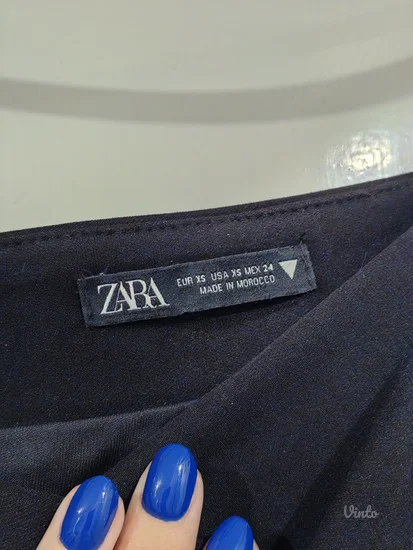 ZARA
EUR XS USA XS MEX 24
MADE IN MOROCCO
Vinto